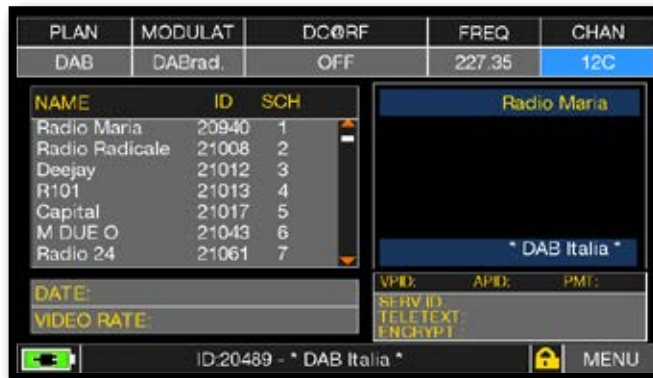 PLAN MODULAT DC@RF FREQ CHAN
DAB DABrad. OFF 227.35 12C
NAME ID SCH
Radio Maria 20940 1
Radio Radicale 21008 2
Deejay 21012 3
R101 21013 4
Capital 21017 5
M DUE O 21043 6
Radio 24 21061 7
Radio Maria
* DAB Italia *
DATE:
VIDEO RATE:
VPID: APID: PMT:
SERV ID:
TELETEXT:
ENCRYPT :
ID:20489 - * DAB Italia *
MENU